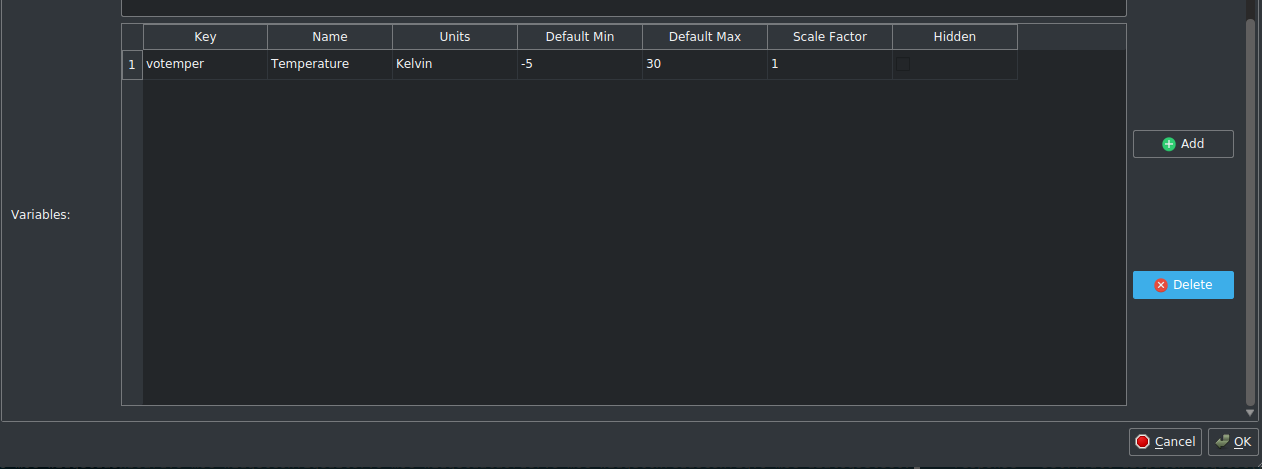 Key Name Units Default Min Default Max Scale Factor Hidden
1 votemper Temperature Kelvin -5 30 1
Add
Variables:
Delete
Cancel OK